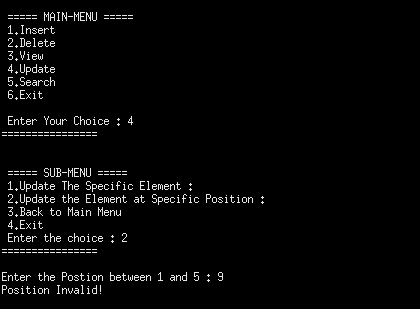 ===== MAIN-MENU =====
1.Insert
2.Delete
3.View
4.Update
5.Search
6.Exit
Enter Your Choice : 4
================
===== SUB-MENU =====
1.Update The Specific Element :
2.Update the Element at Specific Position :
3.Back to Main Menu
4.Exit
Enter the choice : 2
================
Enter the Postion between 1 and 5 : 9
Position Invalid!